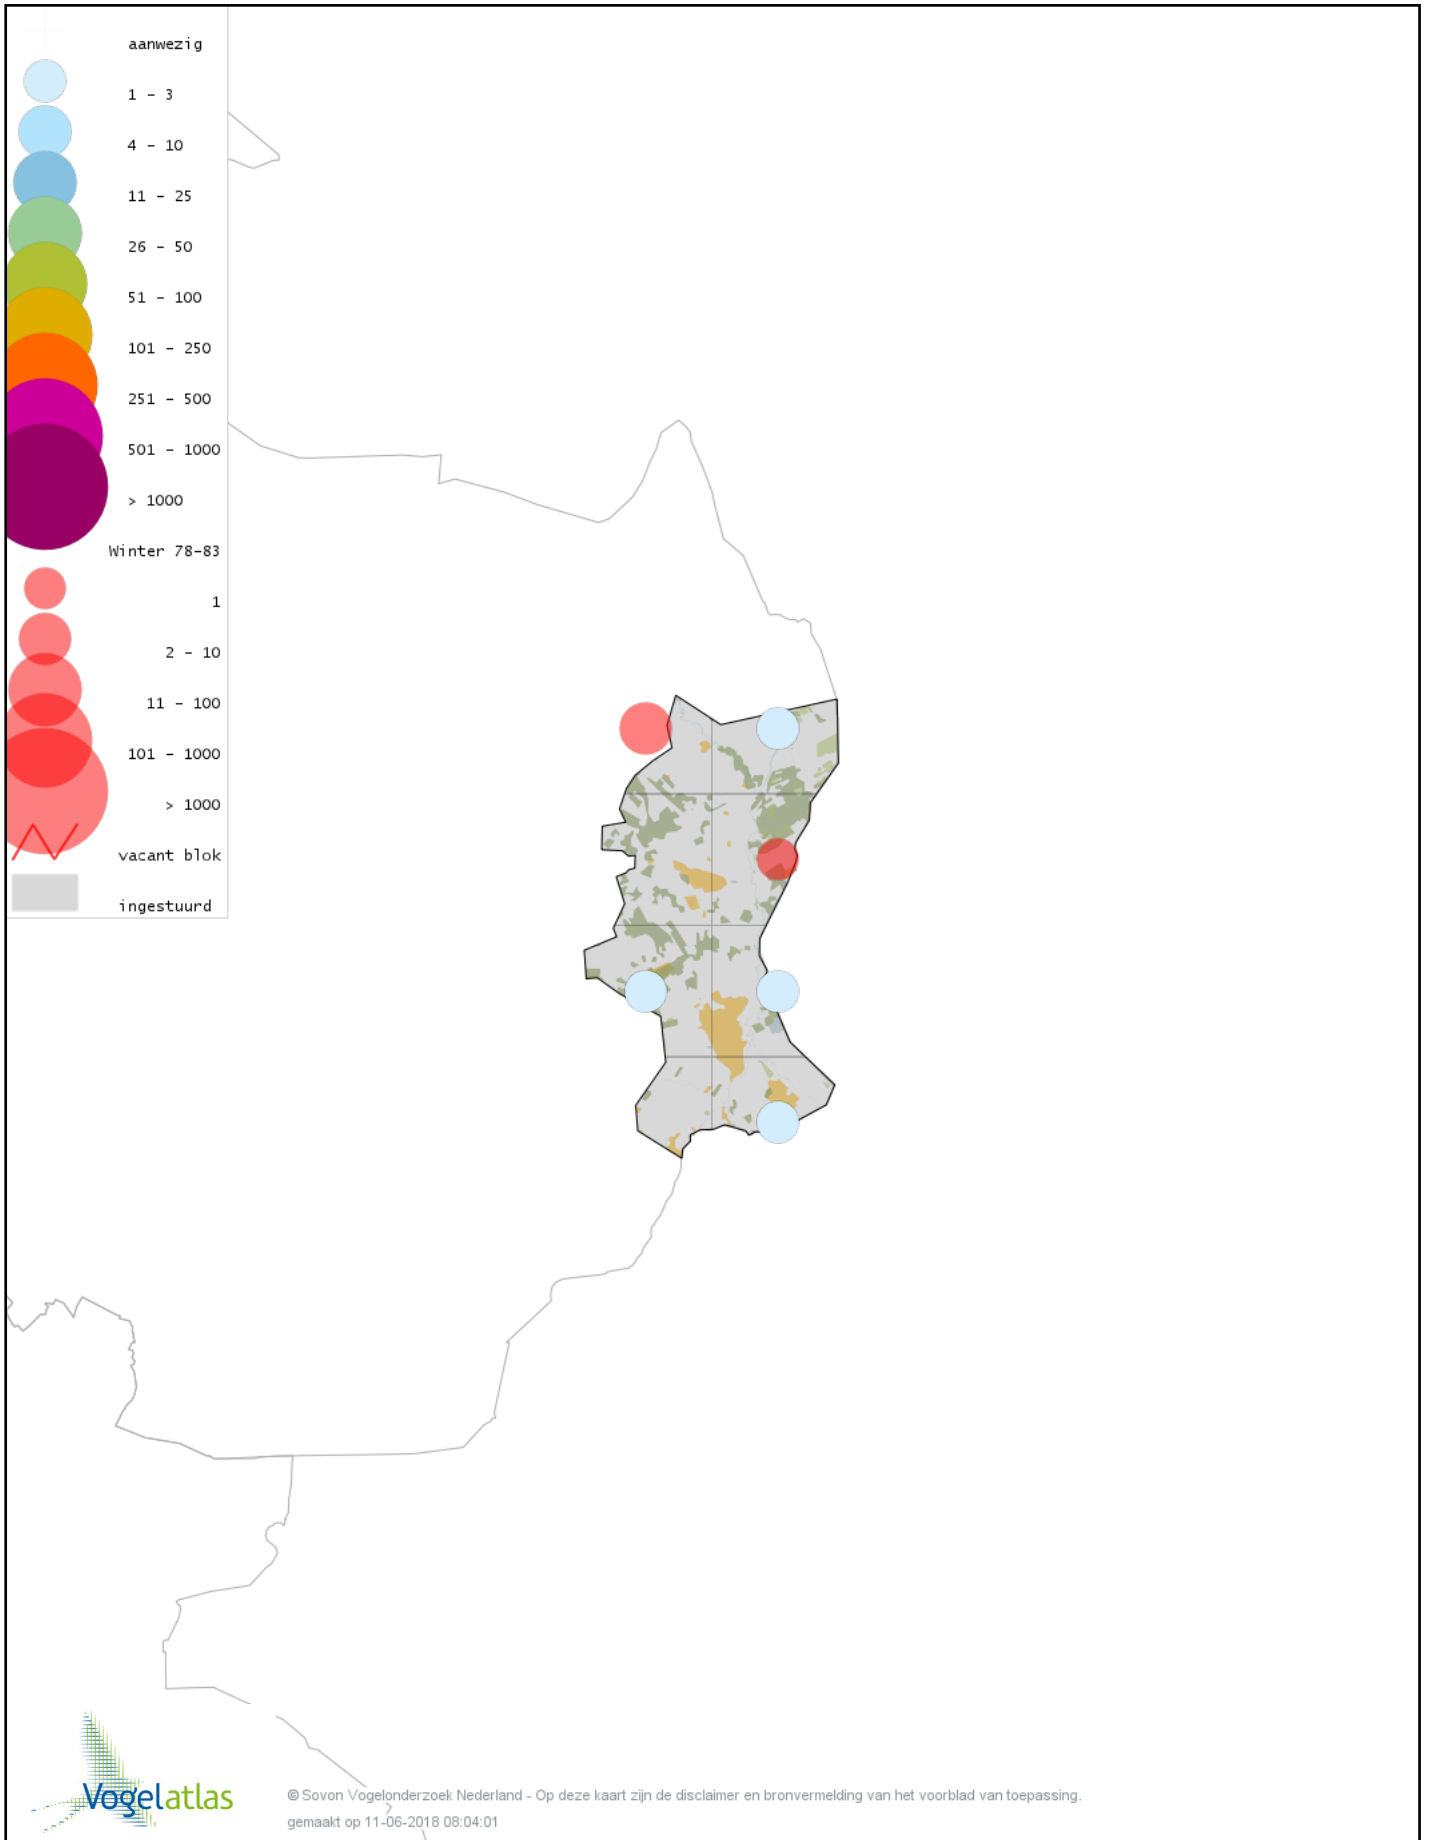 aanwezig
1 - 3
4 - 10
11 - 25
26 - 50
51 - 100
101 - 250
251 - 500
501 - 1000
> 1000
Winter 78-83
1
2 - 10
11 - 100
101 - 1000
> 1000
vacant blok
ingestuurd
Vogelatlas
© Sovon Vogelonderzoek Nederland - Op deze kaart zijn de disclaimer en bronvermelding van het voorblad van toepassing.
gemaakt op 11-06-2018 08:04:01